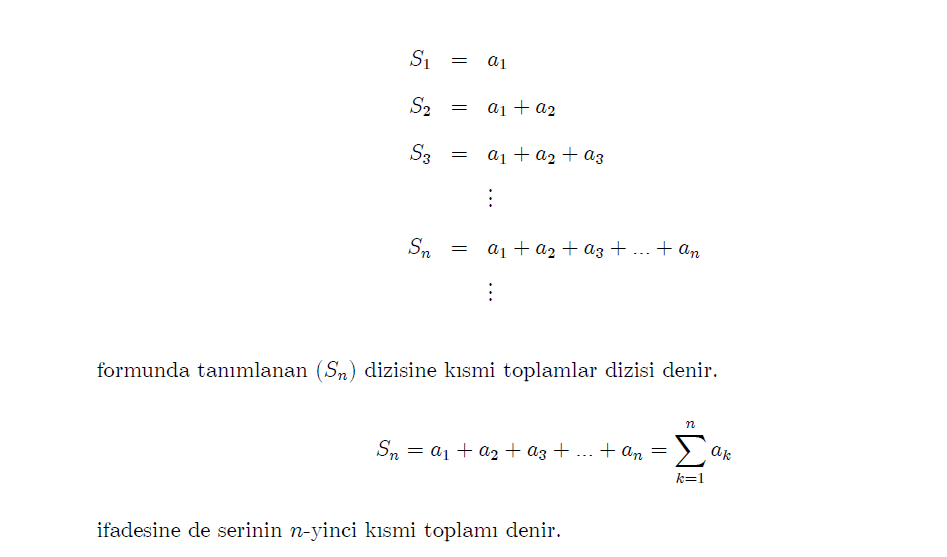 S₁ = a₁
S₂ = a₁ + a₂
S₃ = a₁ + a₂ + a₃
⋮
Sₙ = a₁ + a₂ + a₃ + ... + aₙ
⋮
formunda tanımlanan (Sₙ) dizisine kısmi toplamlar dizisi denir.
Sₙ = a₁ + a₂ + a₃ + ... + aₙ = ∑ₖ₌₁ⁿ aₖ
ifadesine de serinin n-yinci kısmi toplamı denir.